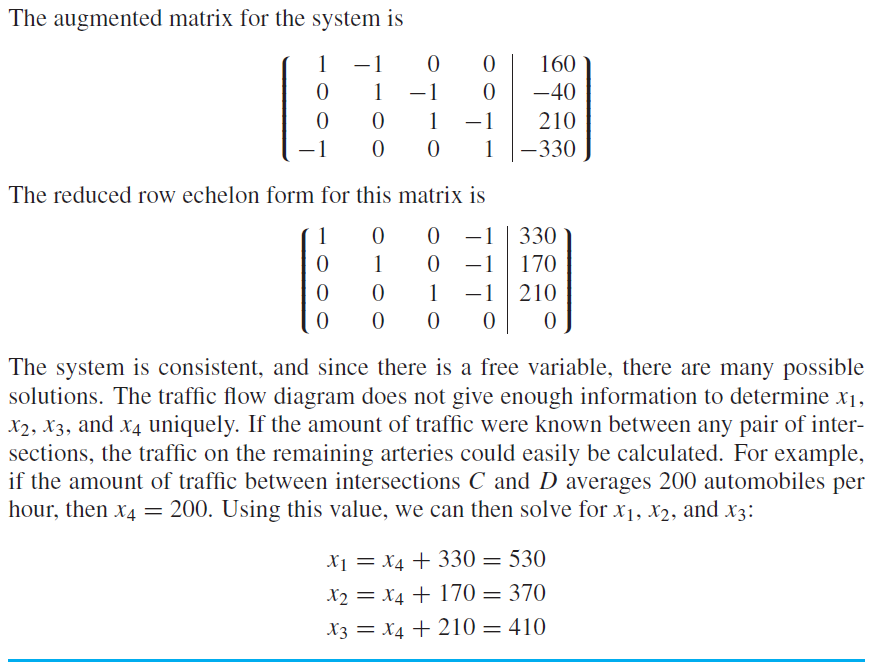 The augmented matrix for the system is
1 −1 0 0 160
0 1 −1 0 −40
0 0 1 −1 210
−1 0 0 1 −330
The reduced row echelon form for this matrix is
1 0 0 −1 330
0 1 0 −1 170
0 0 1 −1 210
0 0 0 0 0
The system is consistent, and since there is a free variable, there are many possible
solutions. The traffic flow diagram does not give enough information to determine x₁,
x₂, x₃, and x₄ uniquely. If the amount of traffic were known between any pair of inter-
sections, the traffic on the remaining arteries could easily be calculated. For example,
if the amount of traffic between intersections C and D averages 200 automobiles per
hour, then x₄ = 200. Using this value, we can then solve for x₁, x₂, and x₃:
x₁ = x₄ + 330 = 530
x₂ = x₄ + 170 = 370
x₃ = x₄ + 210 = 410